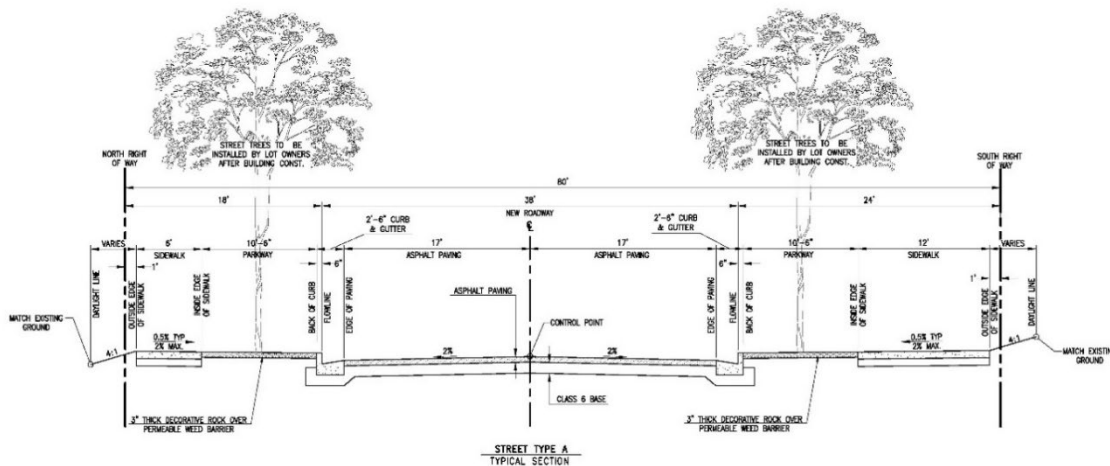 STREET TREES TO BE
INSTALLED BY LOT OWNERS
AFTER BUILDING CONST.
STREET TREES TO BE
INSTALLED BY LOT OWNERS
AFTER BUILDING CONST.
NORTH RIGHT
OF WAY
SOUTH RIGHT
OF WAY
80'
18'
38'
24'
NEW ROADWAY
℄
2'-6" CURB
& GUTTER
2'-6" CURB
& GUTTER
VARIES
6'
SIDEWALK
10'-6"
PARKWAY
17'
ASPHALT PAVING
17'
ASPHALT PAVING
10'-6"
PARKWAY
12'
SIDEWALK
VARIES
1'
6"
6"
1'
DAYLIGHT LINE
OUTSIDE EDGE
OF SIDEWALK
INSIDE EDGE
OF SIDEWALK
BACK OF CURB
FLOWLINE
EDGE OF PAVING
ASPHALT PAVING
CONTROL POINT
EDGE OF PAVING
FLOWLINE
BACK OF CURB
INSIDE EDGE
OF SIDEWALK
OUTSIDE EDGE
OF SIDEWALK
DAYLIGHT LINE
MATCH EXISTING
GROUND
4:1
0.5% TYP
2% MAX.
2%
2%
0.5% TYP
2% MAX.
4:1
MATCH EXISTING
GROUND
CLASS 6 BASE
3" THICK DECORATIVE ROCK OVER
PERMEABLE WEED BARRIER
3" THICK DECORATIVE ROCK OVER
PERMEABLE WEED BARRIER
STREET TYPE A
TYPICAL SECTION